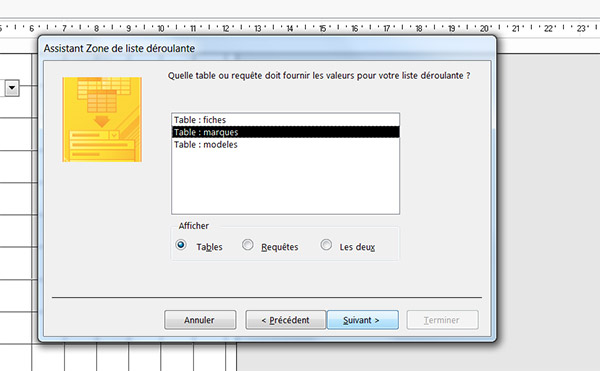 6 · 7 · 8 · 9 · 10 · 11 · 12 · 13 · 14 · 15 · 16 · 17 · 18 · 19 · 20 · 21 · 22 · 23
Assistant Zone de liste déroulante
Quelle table ou requête doit fournir les valeurs pour votre liste déroulante ?
Table : fiches
Table : marques
Table : modeles
Afficher
Tables Requêtes Les deux
Annuler < Précédent Suivant > Terminer